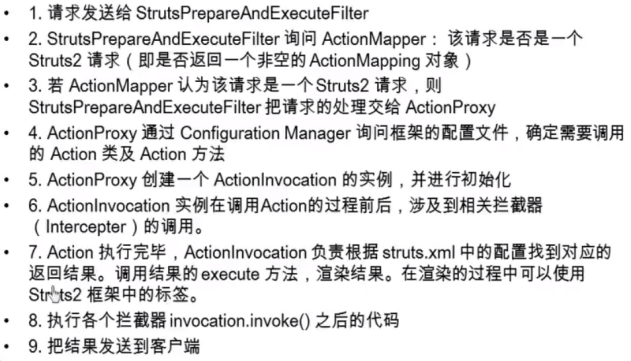 • 1. 请求发送给 StrutsPrepareAndExecuteFilter
• 2. StrutsPrepareAndExecuteFilter 询问 ActionMapper： 该请求是否是一个
Struts2 请求（即是否返回一个非空的 ActionMapping 对象）
• 3. 若 ActionMapper 认为该请求是一个 Struts2 请求，则
StrutsPrepareAndExecuteFilter 把请求的处理交给 ActionProxy
• 4. ActionProxy 通过 Configuration Manager 询问框架的配置文件，确定需要调用
的 Action 类及 Action 方法
• 5. ActionProxy 创建一个 ActionInvocation 的实例，并进行初始化
• 6. ActionInvocation 实例在调用Action的过程前后，涉及到相关拦截器
（Intercepter）的调用。
• 7. Action 执行完毕，ActionInvocation 负责根据 struts.xml 中的配置找到对应的
返回结果。调用结果的 execute 方法，渲染结果。在渲染的过程中可以使用
Struts2 框架中的标签。
• 8. 执行各个拦截器 invocation.invoke() 之后的代码
• 9. 把结果发送到客户端